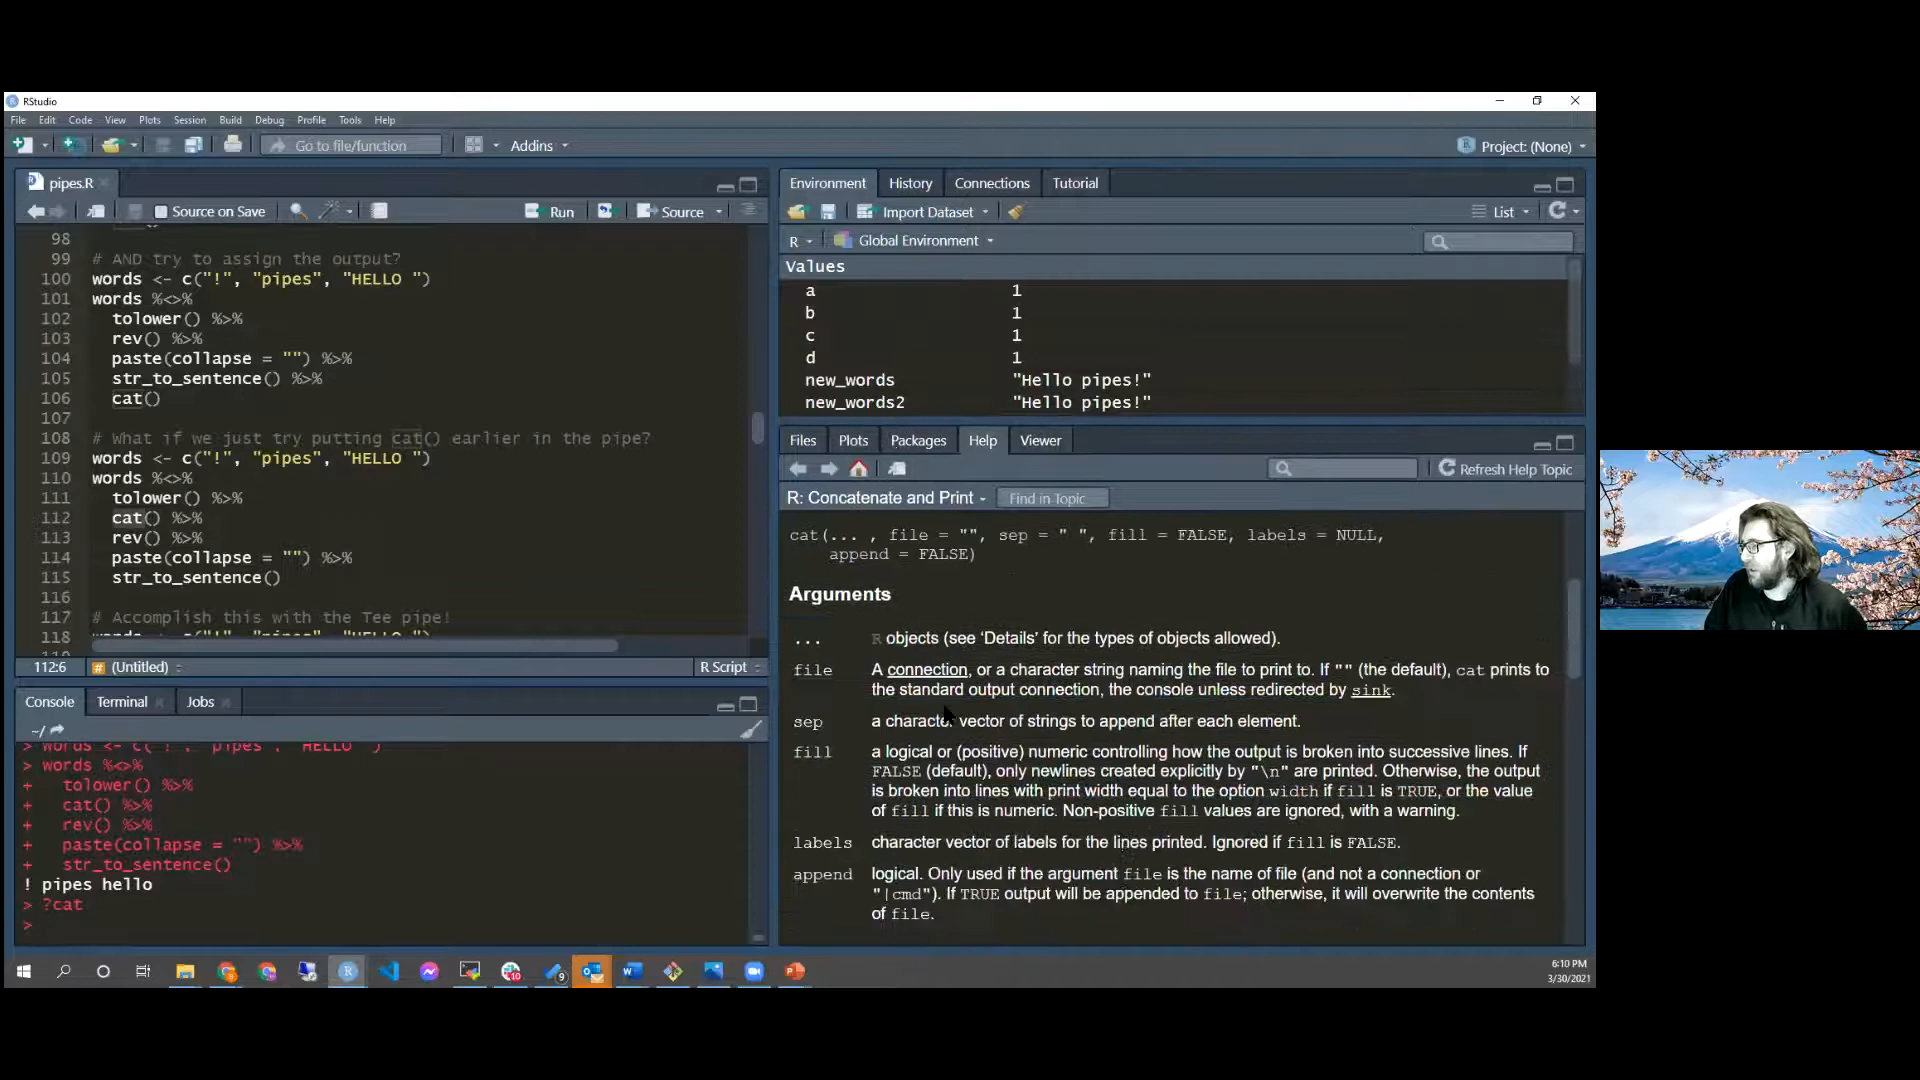 RStudio
File Edit Code View Plots Session Build Debug Profile Tools Help
Go to file/function Addins Project: (None)
pipes.R
Source on Save Run Source
98
99 # AND try to assign the output?
100 words <- c("!", "pipes", "HELLO ")
101 words %<>%
102 tolower() %>%
103 rev() %>%
104 paste(collapse = "") %>%
105 str_to_sentence() %>%
106 cat()
107
108 # What if we just try putting cat() earlier in the pipe?
109 words <- c("!", "pipes", "HELLO ")
110 words %<>%
111 tolower() %>%
112 cat() %>%
113 rev() %>%
114 paste(collapse = "") %>%
115 str_to_sentence()
116
117 # Accomplish this with the Tee pipe!
118
112:6 (Untitled) R Script
Console Terminal Jobs
~/
> words <- c("!", "pipes", "HELLO ")
> words %<>%
+ tolower() %>%
+ cat() %>%
+ rev() %>%
+ paste(collapse = "") %>%
+ str_to_sentence()
! pipes hello
> ?cat
>
Environment History Connections Tutorial
Import Dataset List
R Global Environment
Values
a 1
b 1
c 1
d 1
new_words "Hello pipes!"
new_words2 "Hello pipes!"
Files Plots Packages Help Viewer
Refresh Help Topic
R: Concatenate and Print Find in Topic
cat(... , file = "", sep = " ", fill = FALSE, labels = NULL,
append = FALSE)
Arguments
... R objects (see ‘Details’ for the types of objects allowed).
file A connection, or a character string naming the file to print to. If "" (the default), cat prints to
the standard output connection, the console unless redirected by sink.
sep a character vector of strings to append after each element.
fill a logical or (positive) numeric controlling how the output is broken into successive lines. If
FALSE (default), only newlines created explicitly by "\n" are printed. Otherwise, the output
is broken into lines with print width equal to the option width if fill is TRUE, or the value
of fill if this is numeric. Non-positive fill values are ignored, with a warning.
labels character vector of labels for the lines printed. Ignored if fill is FALSE.
append logical. Only used if the argument file is the name of file (and not a connection or
"|cmd"). If TRUE output will be appended to file; otherwise, it will overwrite the contents
of file.
6:10 PM
3/30/2021